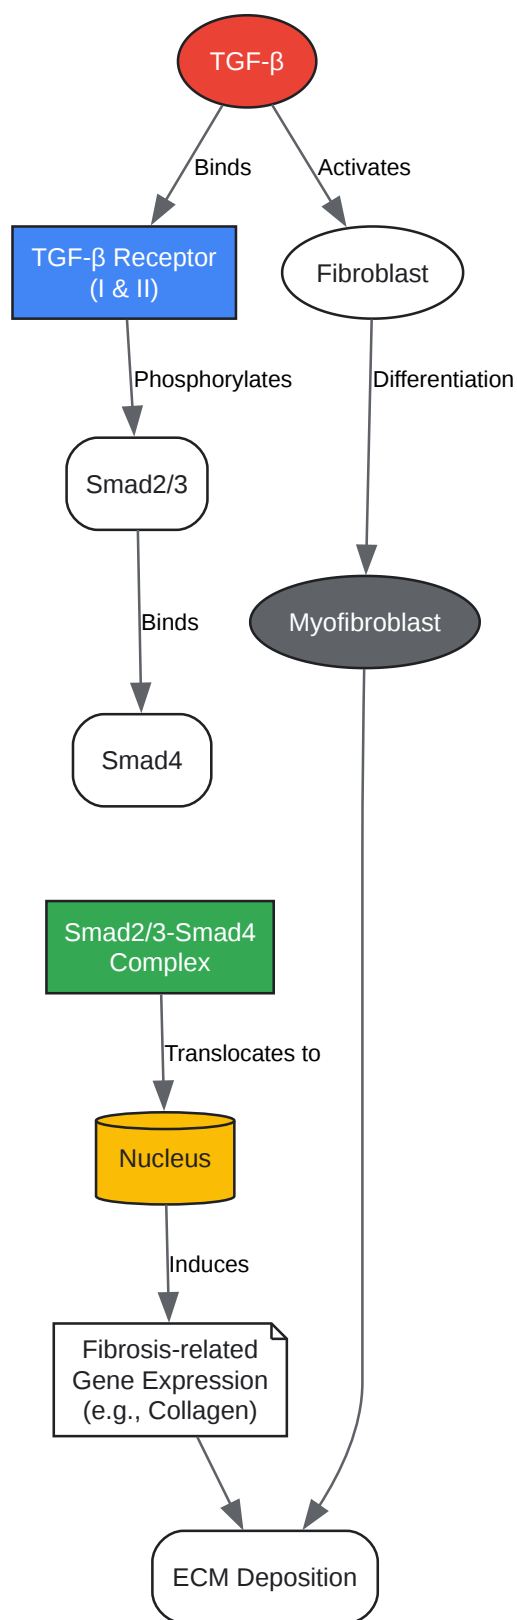 TGF-β
Binds
Activates
TGF-β Receptor
(I & II)
Fibroblast
Phosphorylates
Differentiation
Smad2/3
Binds
Myofibroblast
Smad4
Smad2/3-Smad4
Complex
Translocates to
Nucleus
Induces
Fibrosis-related
Gene Expression
(e.g., Collagen)
ECM Deposition